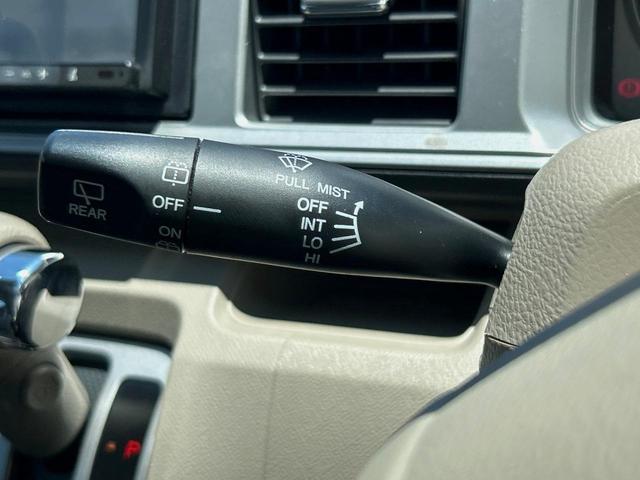 PULL MIST
OFF
INT
LO
HI
REAR
OFF
ON
P